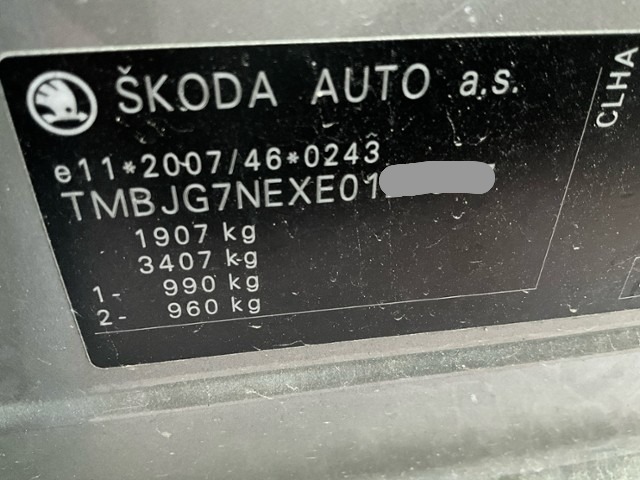 ŠKODA AUTO a.s.
e11*2007/46*0243
TMBJG7NEXE01
1907 kg
3407 kg
1- 990 kg
2- 960 kg
CLHA